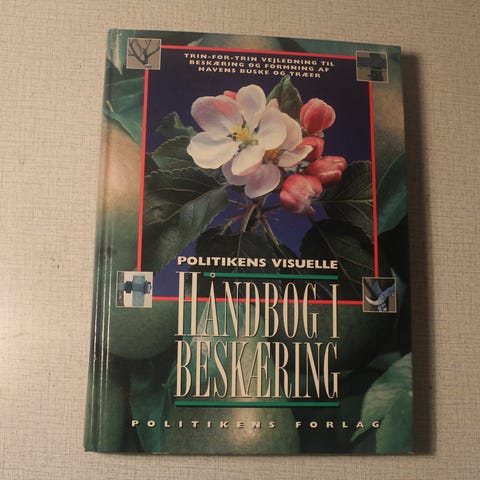 TRIN-FOR-TRIN VEJLEDNING TIL
BESKÆRING OG FORMNING AF
HAVENS BUSKE OG TRÆER
POLITIKENS VISUELLE
HÅNDBOG I
BESKÆRING
POLITIKENS FORLAG